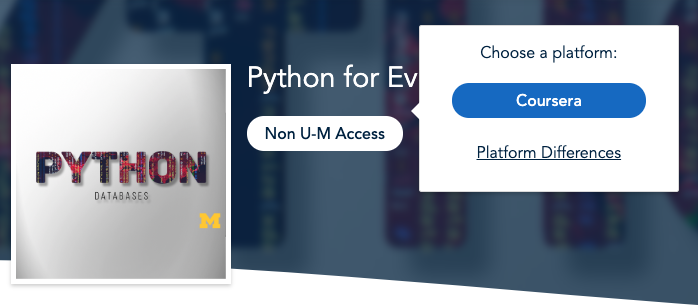 Python for Ev
Non U-M Access
Choose a platform:
Coursera
Platform Differences
PYTHON
DATABASES
M